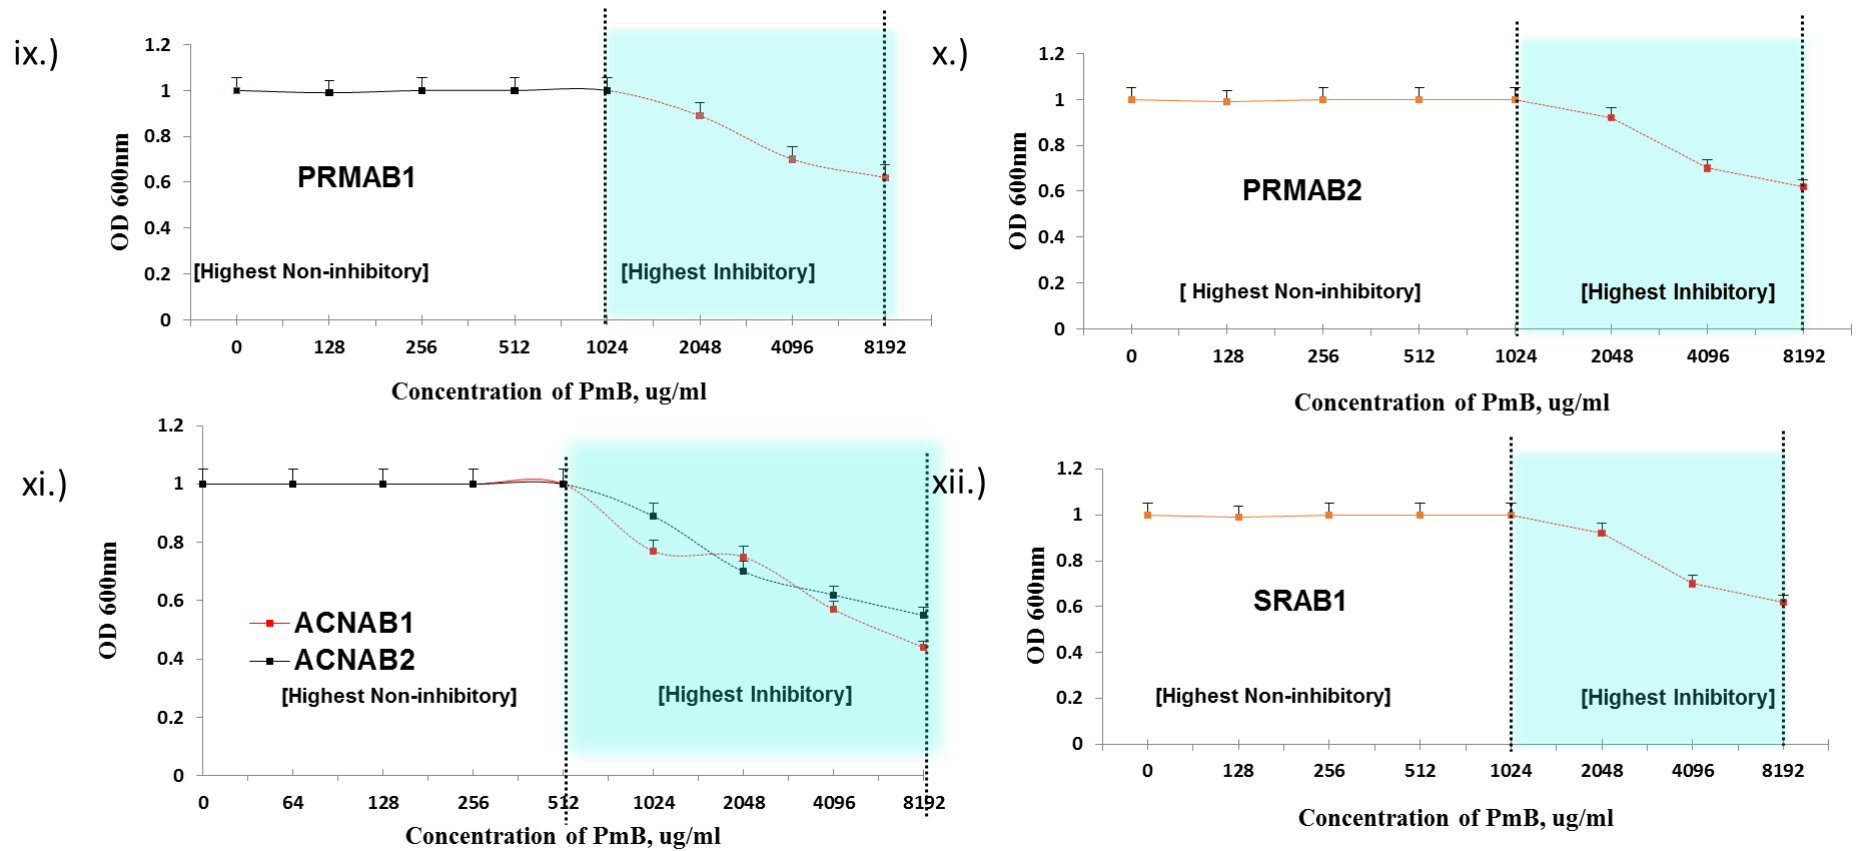 ix.)
1.2
1
0.8
0.6
0.4
0.2
0
OD 600nm
PRMAB1
[Highest Non-inhibitory]
[Highest Inhibitory]
0 128 256 512 1024 2048 4096 8192
Concentration of PmB, ug/ml
x.)
1.2
1
0.8
0.6
0.4
0.2
0
OD 600nm
PRMAB2
[ Highest Non-inhibitory]
[Highest Inhibitory]
0 128 256 512 1024 2048 4096 8192
Concentration of PmB, ug/ml
xi.)
1.2
1
0.8
0.6
0.4
0.2
0
OD 600nm
ACNAB1
ACNAB2
[Highest Non-inhibitory]
[Highest Inhibitory]
0 64 128 256 512 1024 2048 4096 8192
Concentration of PmB, ug/ml
xii.)
1.2
1
0.8
0.6
0.4
0.2
0
OD 600nm
SRAB1
[Highest Non-inhibitory]
[Highest Inhibitory]
0 128 256 512 1024 2048 4096 8192
Concentration of PmB, ug/ml